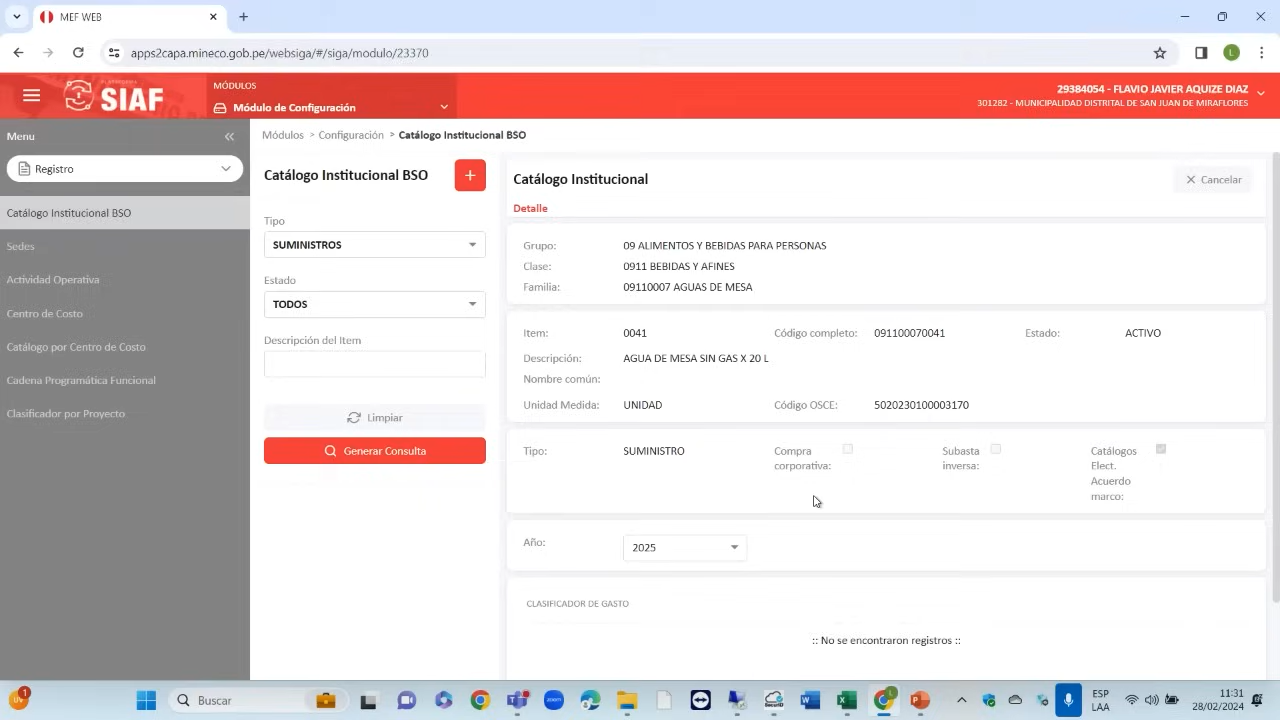 MEF WEB
apps2capa.mineco.gob.pe/websiga/#/siga/modulo/23370
L
SIAF
MÓDULOS
Módulo de Configuración
29384054 - FLAVIO JAVIER AQUIZE DIAZ
301282 - MUNICIPALIDAD DISTRITAL DE SAN JUAN DE MIRAFLORES
Menu
Registro
Catálogo Institucional BSO
Sedes
Actividad Operativa
Centro de Costo
Catálogo por Centro de Costo
Cadena Programática Funcional
Clasificador por Proyecto
Módulos > Configuración > Catálogo Institucional BSO
Catálogo Institucional BSO
Tipo
SUMINISTROS
Estado
TODOS
Descripción del Item
Limpiar
Generar Consulta
Catálogo Institucional
Cancelar
Detalle
Grupo: 09 ALIMENTOS Y BEBIDAS PARA PERSONAS
Clase: 0911 BEBIDAS Y AFINES
Familia: 09110007 AGUAS DE MESA
Item: 0041 Código completo: 091100070041 Estado: ACTIVO
Descripción: AGUA DE MESA SIN GAS X 20 L
Nombre común:
Unidad Medida: UNIDAD Código OSCE: 5020230100003170
Tipo: SUMINISTRO
Compra
corporativa:
Subasta
inversa:
Catálogos
Elect.
Acuerdo
marco:
Año: 2025
CLASIFICADOR DE GASTO
:: No se encontraron registros ::
1
Buscar
ESP
LAA
11:31
28/02/2024